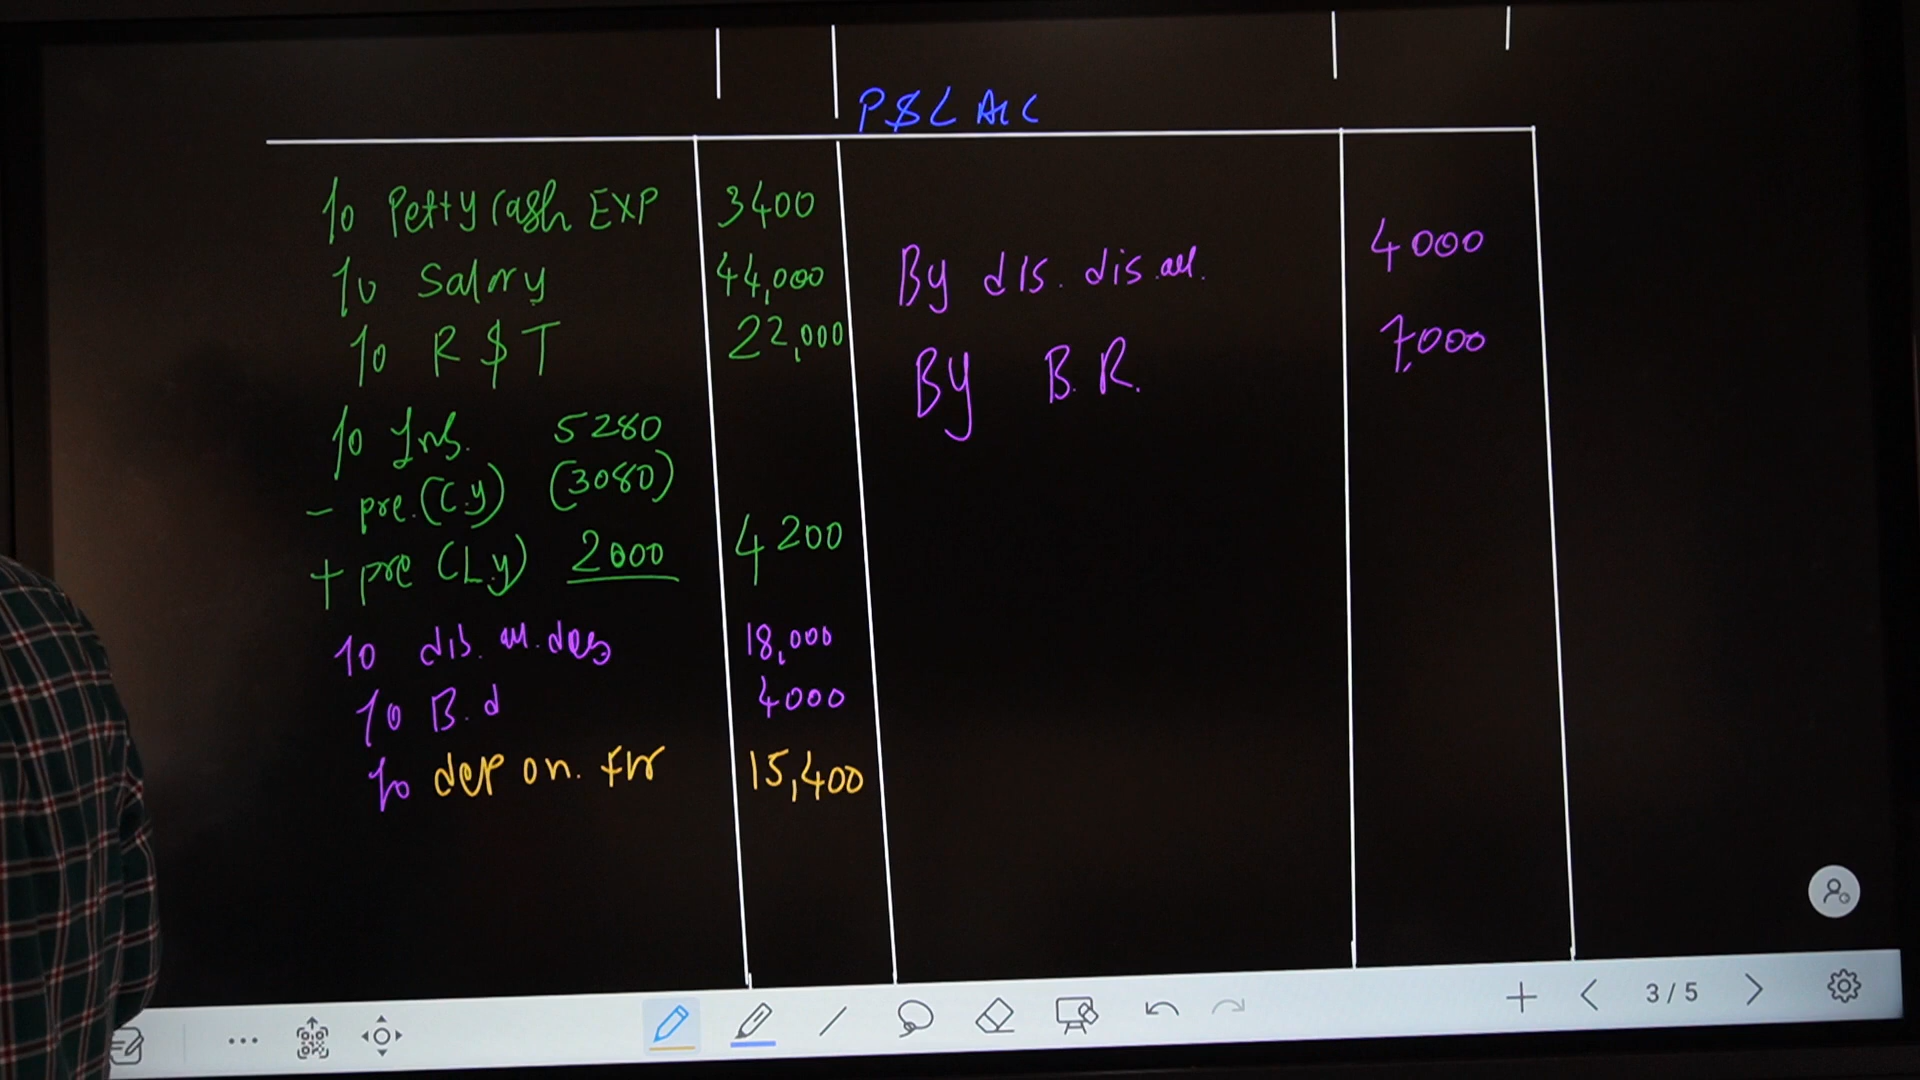 P$L A/C
To Petty Cash EXP 3400
To Salary 44,000
To R $ T 22,000
To Ins. 5280
- pre. (C.y) (3080)
+ pre (L.y) 2000 4200
To dis. all. des 18,000
To B.d 4000
To dep on. fur 15,400
By dis. dis. all. 4000
By B.R. 7,000
3/5